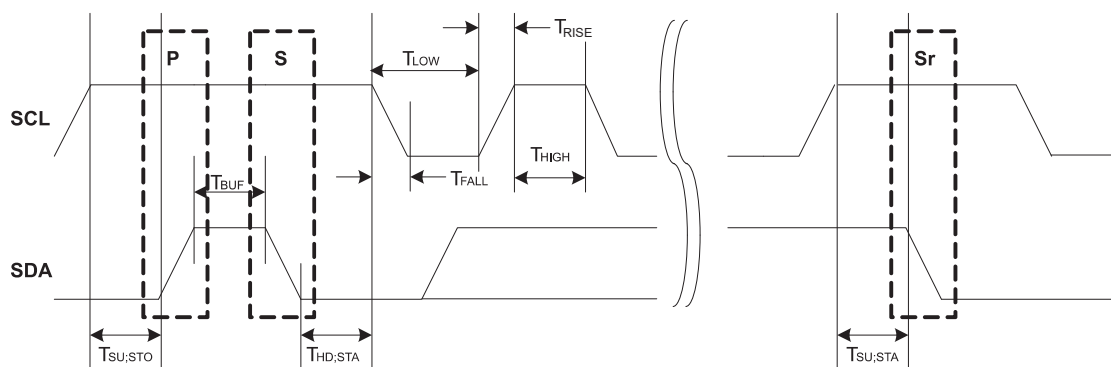 TRISE
P
S
TLOW
Sr
SCL
THIGH
TBUF
TFALL
SDA
TSU;STO
THD;STA
TSU;STA